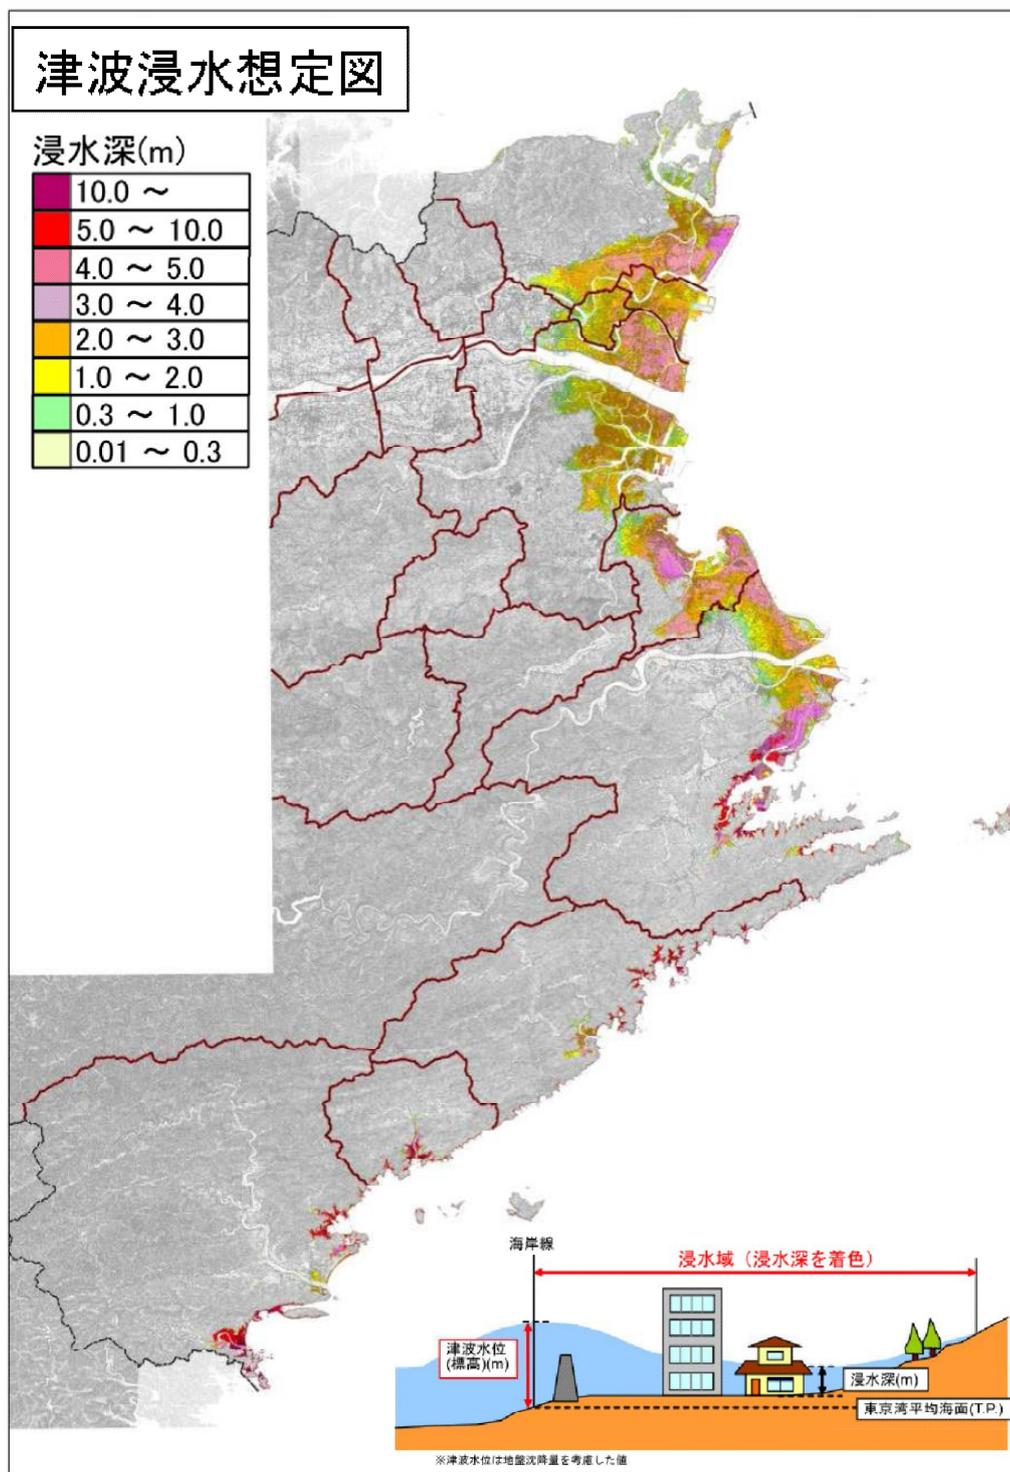 津波浸水想定図
浸水深(m)
10.0 ～
5.0 ～ 10.0
4.0 ～ 5.0
3.0 ～ 4.0
2.0 ～ 3.0
1.0 ～ 2.0
0.3 ～ 1.0
0.01 ～ 0.3
海岸線
浸水域（浸水深を着色）
津波水位
(標高)(m)
浸水深(m)
東京湾平均海面(T.P.)
※津波水位は地盤沈降量を考慮した値